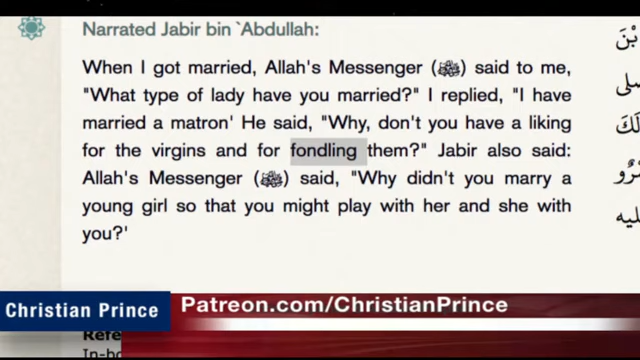 Narrated Jabir bin `Abdullah:
بْنَ
When I got married, Allah's Messenger (ﷺ) said to me,
"What type of lady have you married?" I replied, "I have
married a matron' He said, "Why, don't you have a liking
لَكَ
for the virgins and for fondling them?" Jabir also said:
Allah's Messenger (ﷺ) said, "Why didn't you marry a
young girl so that you might play with her and she with
you?'
Christian Prince
Patreon.com/ChristianPrince